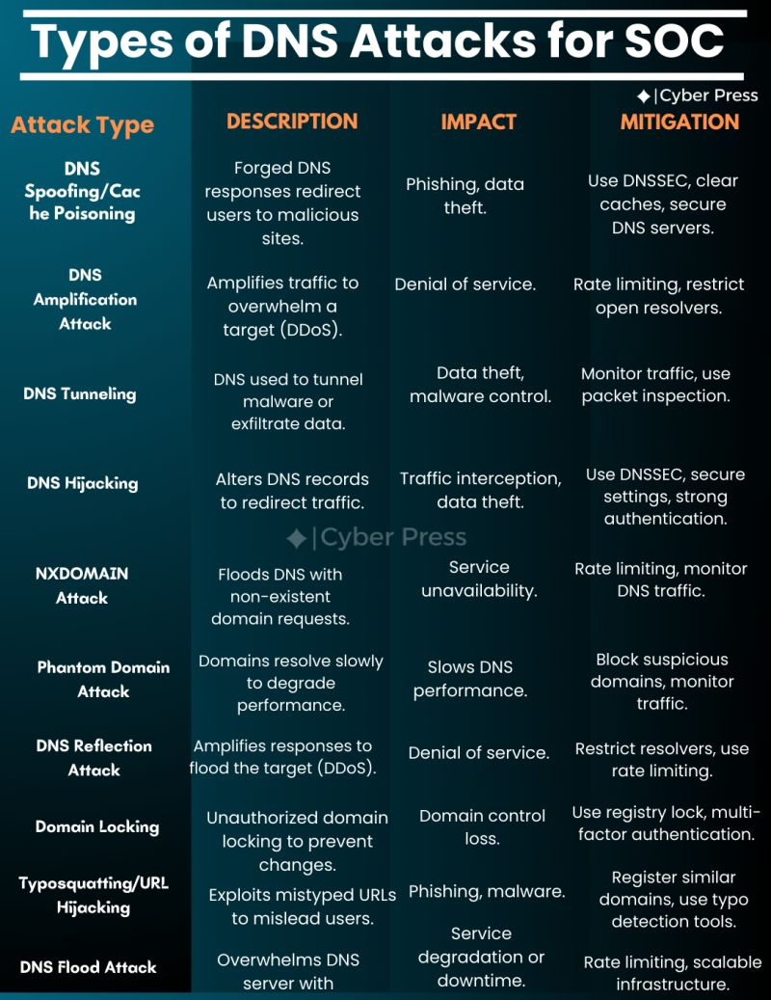 Types of DNS Attacks for SOC
|Cyber Press
Attack Type
DESCRIPTION
IMPACT
MITIGATION
DNS
Spoofing/Cac
he Poisoning
Forged DNS
responses redirect
users to malicious
sites.
Phishing, data
theft.
Use DNSSEC, clear
caches, secure
DNS servers.
DNS
Amplification
Attack
Amplifies traffic to
overwhelm a
target (DDoS).
Denial of service.
Rate limiting, restrict
open resolvers.
DNS Tunneling
DNS used to tunnel
malware or
exfiltrate data.
Data theft,
malware control.
Monitor traffic, use
packet inspection.
DNS Hijacking
Alters DNS records
to redirect traffic.
Traffic interception,
data theft.
Use DNSSEC, secure
settings, strong
authentication.
|Cyber Press
NXDOMAIN
Attack
Floods DNS with
non-existent
domain requests.
Service
unavailability.
Rate limiting, monitor
DNS traffic.
Phantom Domain
Attack
Domains resolve slowly
to degrade
performance.
Slows DNS
performance.
Block suspicious
domains, monitor
traffic.
DNS Reflection
Attack
Amplifies responses to
flood the target (DDoS).
Denial of service.
Restrict resolvers, use
rate limiting.
Domain Locking
Unauthorized domain
locking to prevent
changes.
Domain control
loss.
Use registry lock, multi-
factor authentication.
Typosquatting/URL
Hijacking
Exploits mistyped URLs
to mislead users.
Phishing, malware.
Register similar
domains, use typo
detection tools.
DNS Flood Attack
Overwhelms DNS
server with
Service
degradation or
downtime.
Rate limiting, scalable
infrastructure.